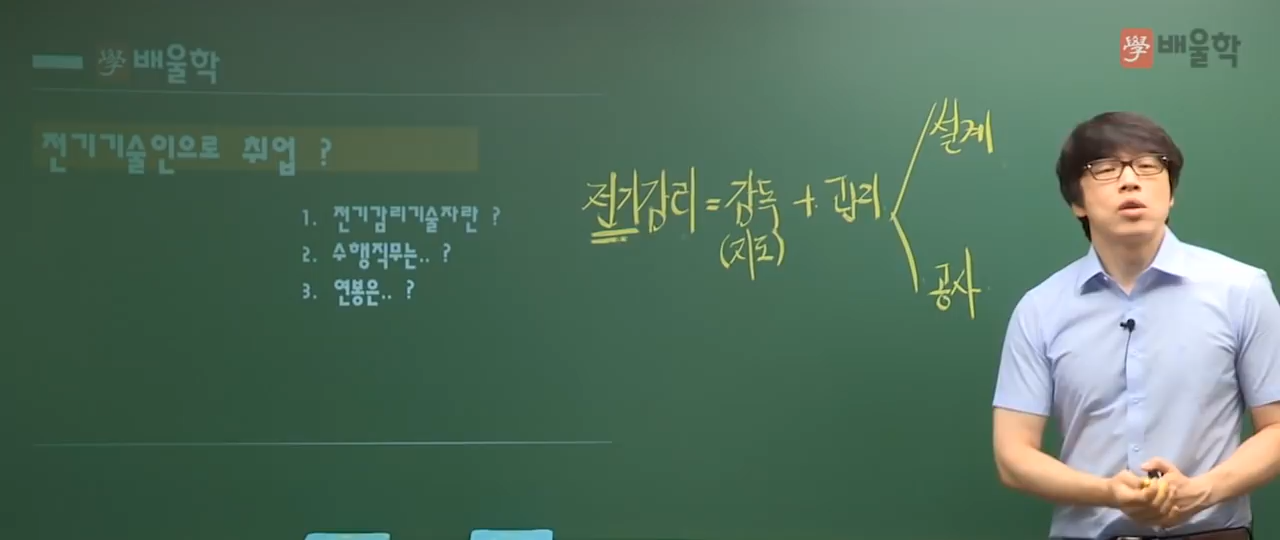 學 배울학
學 배울학
전기기술인으로 취업 ?
1. 전기감리기술자란 ?
2. 수행직무는.. ?
3. 연봉은.. ?
전기감리 = 감독 + 관리
(지도)
설계
공사